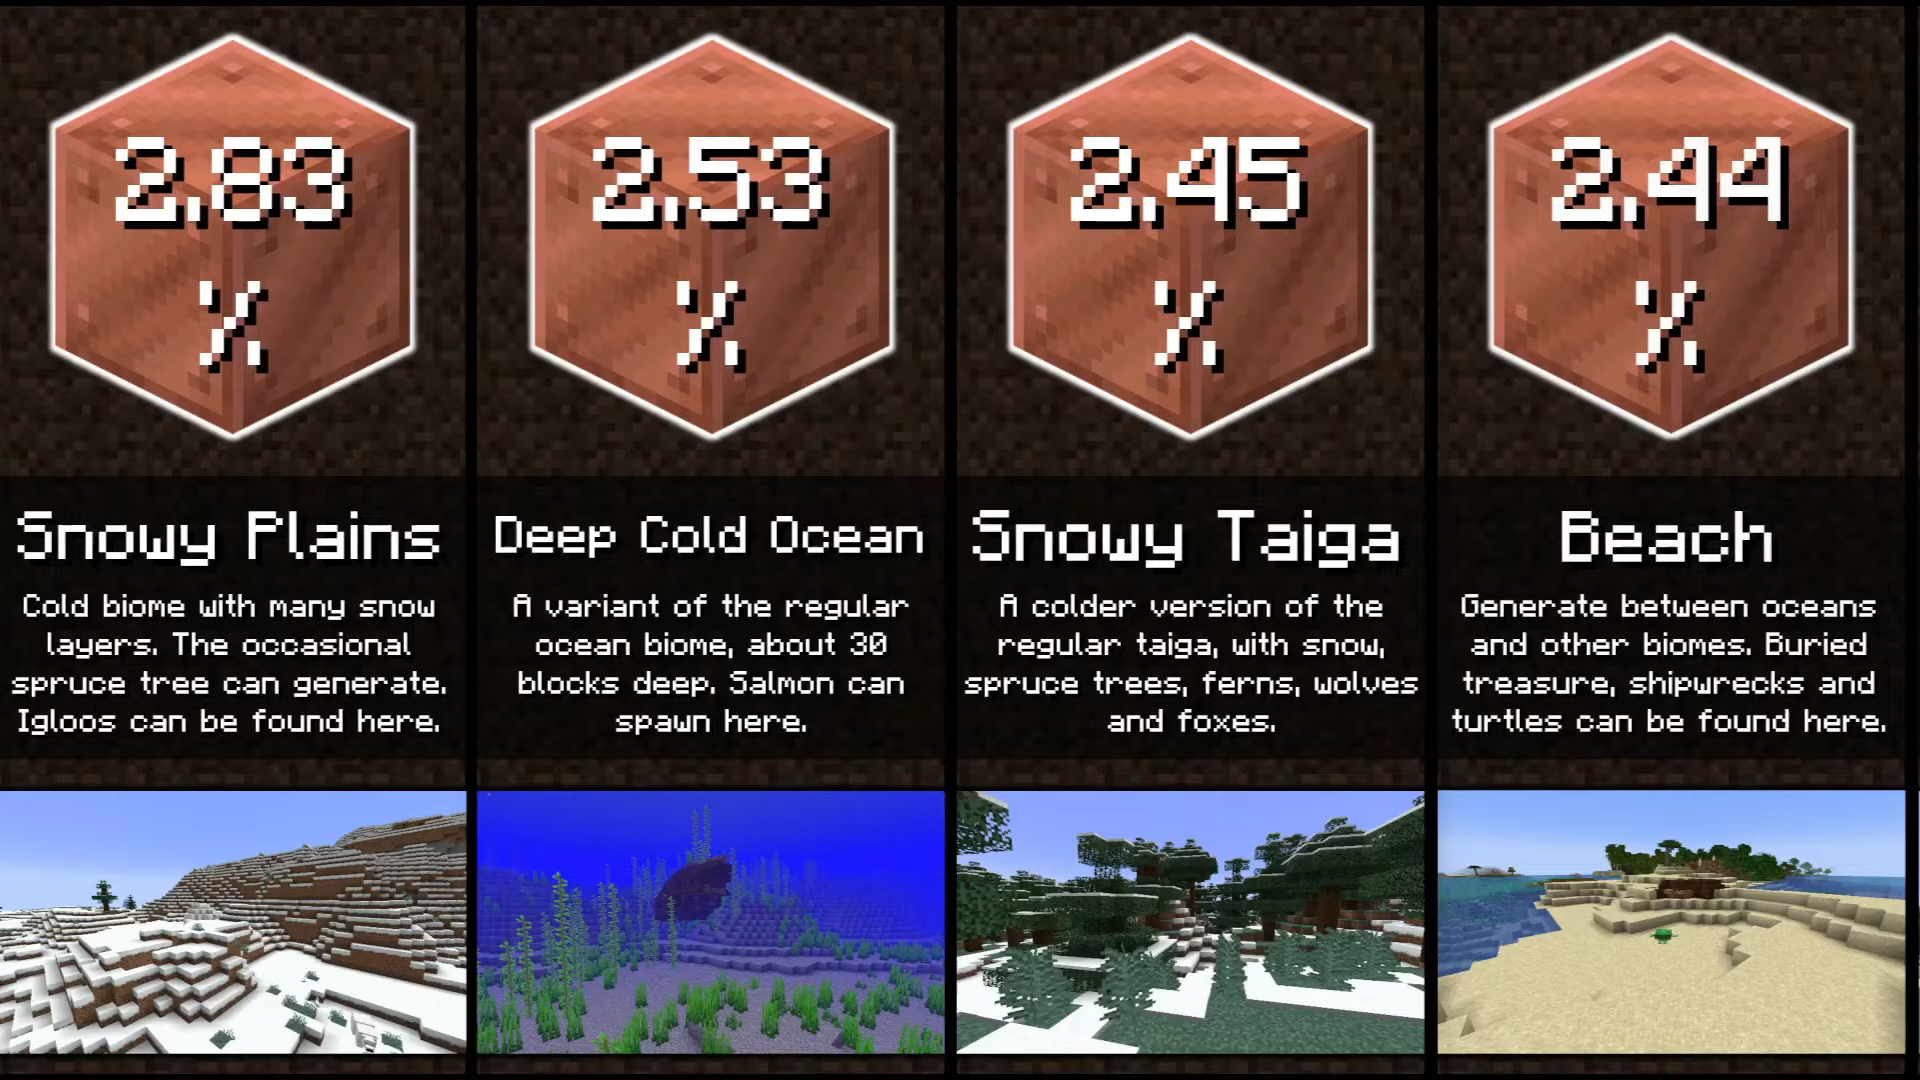 2,83
%
Snowy Plains
Cold biome with many snow
layers. The occasional
spruce tree can generate.
Igloos can be found here.
2,53
%
Deep Cold Ocean
A variant of the regular
ocean biome, about 30
blocks deep. Salmon can
spawn here.
2,45
%
Snowy Taiga
A colder version of the
regular taiga, with snow,
spruce trees, ferns, wolves
and foxes.
2,44
%
Beach
Generate between oceans
and other biomes. Buried
treasure, shipwrecks and
turtles can be found here.